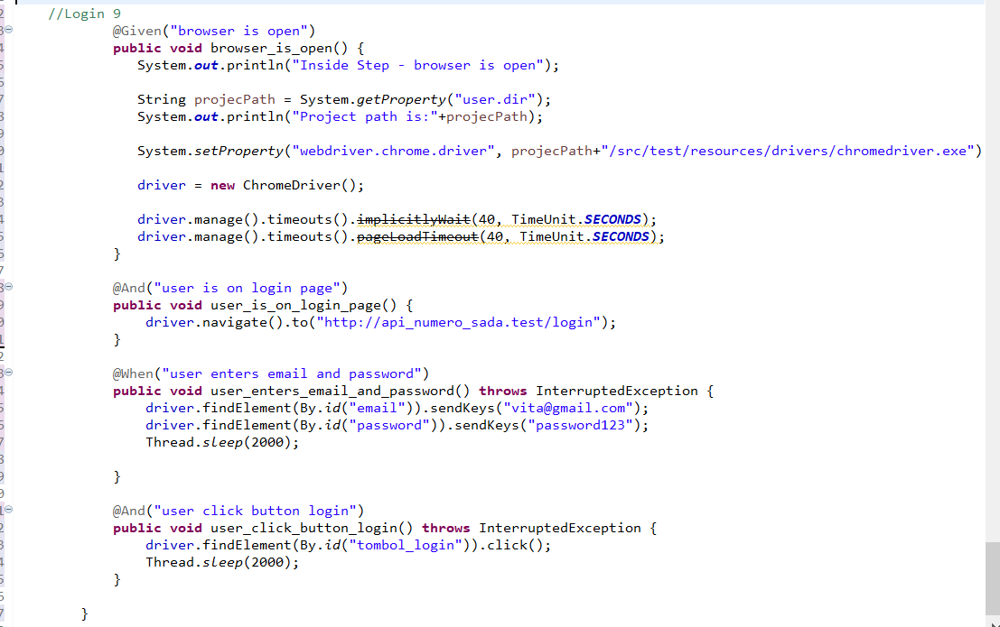 //Login 9
@Given("browser is open")
public void browser_is_open() {
System.out.println("Inside Step - browser is open");
String projecPath = System.getProperty("user.dir");
System.out.println("Project path is:"+projecPath);
System.setProperty("webdriver.chrome.driver", projecPath+"/src/test/resources/drivers/chromedriver.exe")
driver = new ChromeDriver();
driver.manage().timeouts().implicitlyWait(40, TimeUnit.SECONDS);
driver.manage().timeouts().pageLoadTimeout(40, TimeUnit.SECONDS);
}
@And("user is on login page")
public void user_is_on_login_page() {
driver.navigate().to("http://api_numero_sada.test/login");
}
@When("user enters email and password")
public void user_enters_email_and_password() throws InterruptedException {
driver.findElement(By.id("email")).sendKeys("vita@gmail.com");
driver.findElement(By.id("password")).sendKeys("password123");
Thread.sleep(2000);
}
@And("user click button login")
public void user_click_button_login() throws InterruptedException {
driver.findElement(By.id("tombol_login")).click();
Thread.sleep(2000);
}
}